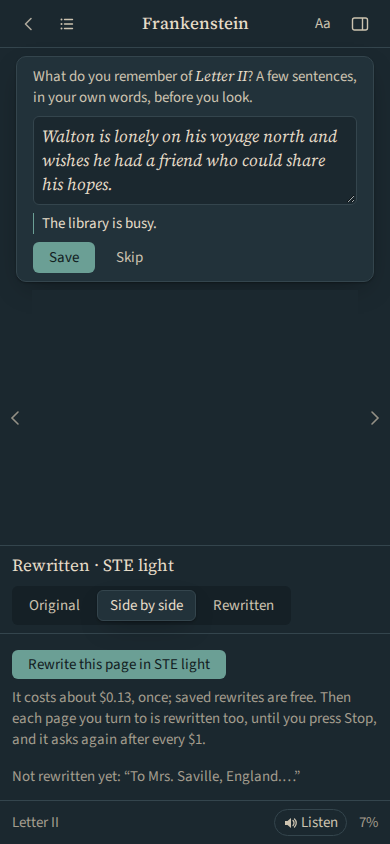 Frankenstein
Aa
What do you remember of Letter II? A few sentences,
in your own words, before you look.
Walton is lonely on his voyage north and
wishes he had a friend who could share
his hopes.
The library is busy.
Save
Skip
Rewritten · STE light
Original
Side by side
Rewritten
Rewrite this page in STE light
It costs about $0.13, once; saved rewrites are free. Then
each page you turn to is rewritten too, until you press Stop,
and it asks again after every $1.
Not rewritten yet: “To Mrs. Saville, England.…”
Letter II
Listen
7%